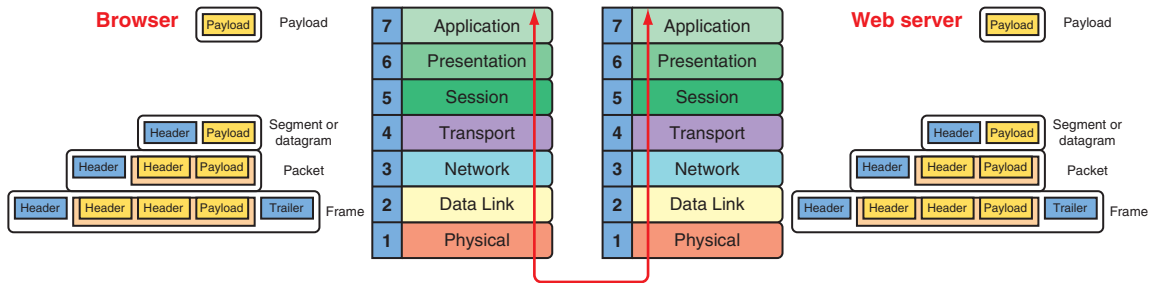 Browser
Payload
Payload
Header
Payload
Segment or
datagram
Header
Header
Payload
Packet
Header
Header
Header
Payload
Trailer
Frame
7 Application
6 Presentation
5 Session
4 Transport
3 Network
2 Data Link
1 Physical
7 Application
6 Presentation
5 Session
4 Transport
3 Network
2 Data Link
1 Physical
Web server
Payload
Payload
Header
Payload
Segment or
datagram
Header
Header
Payload
Packet
Header
Header
Header
Payload
Trailer
Frame